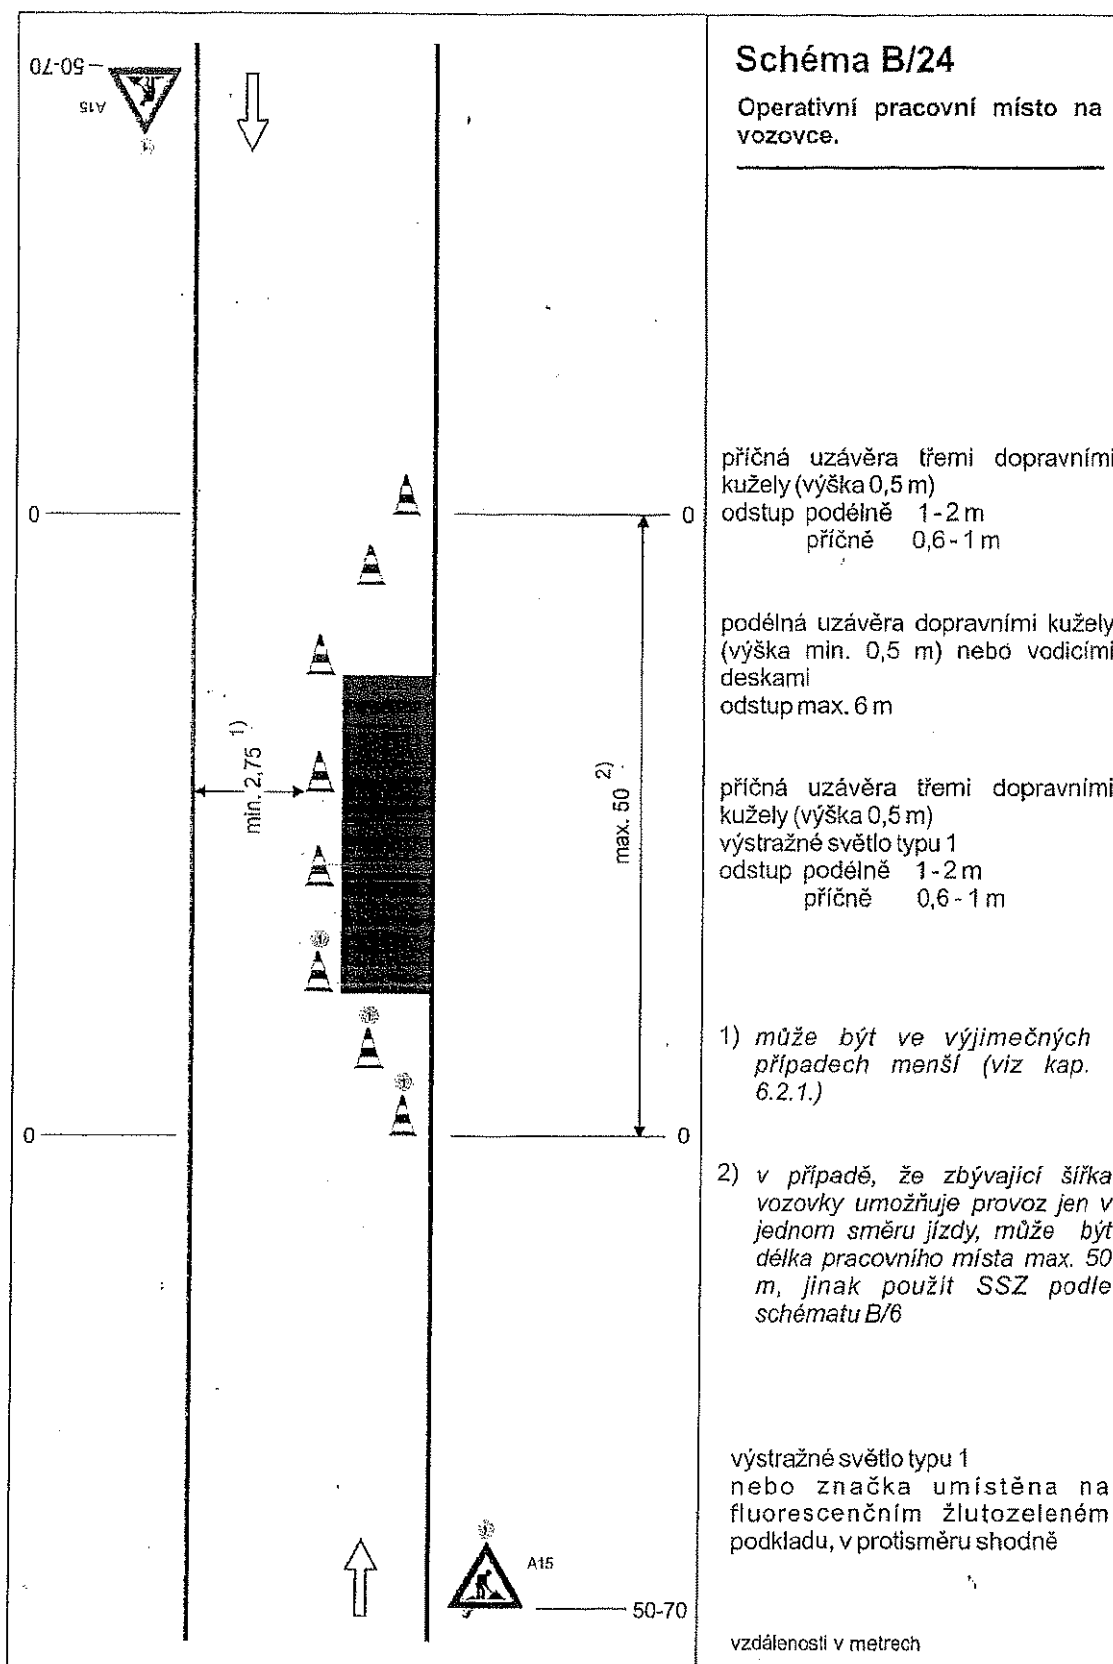 50-70
A15
1
Schéma B/24
Operativní pracovní místo na
vozovce.
0
0
příčná uzávěra třemi dopravními
kužely (výška 0,5 m)
odstup podélně 1-2 m
příčně 0,6-1 m
podélná uzávěra dopravními kužely
(výška min. 0,5 m) nebo vodicími
deskami
odstup max. 6 m
min. 2,75 1)
max. 50 2)
příčná uzávěra třemi dopravními
kužely (výška 0,5 m)
výstražné světlo typu 1
odstup podélně 1-2 m
příčně 0,6-1 m
1
1
1
0
0
1) může být ve výjimečných
případech menší (viz kap.
6.2.1.)
2) v případě, že zbývající šířka
vozovky umožňuje provoz jen v
jednom směru jízdy, může být
délka pracovního místa max. 50
m, jinak použít SSZ podle
schématu B/6
výstražné světlo typu 1
nebo značka umístěna na
fluorescenčním žlutozeleném
podkladu, v protisměru shodně
1
A15
50-70
vzdálenosti v metrech